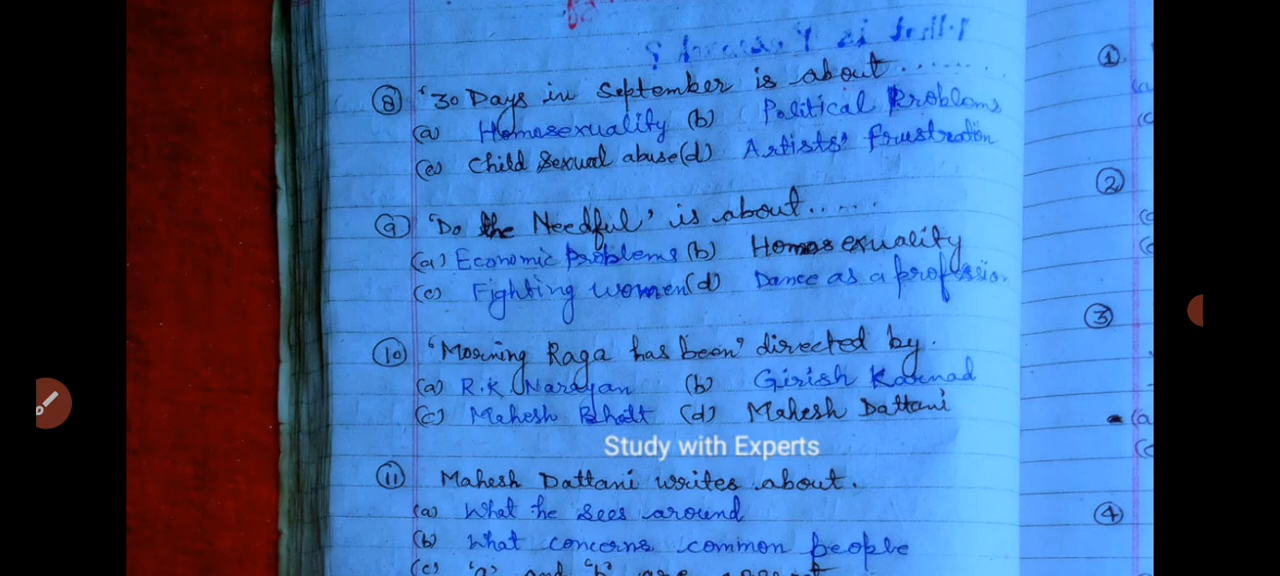 ⑧ '30 Days in September is about.......
(a) Homosexuality (b) Political Problems
(c) Child Sexual abuse (d) Artists' frustration
⑨ 'Do the Needful' is about.....
(a) Economic problems (b) Homosexuality
(c) Fighting women (d) Dance as a profession
⑩ 'Morning Raga has been' directed by.
(a) R.K Narayan (b) Girish Karnad
(c) Mahesh Bhatt (d) Mahesh Dattani
Study with Experts
⑪ Mahesh Dattani writes about.
(a) What he sees around
(b) What concerns common people
(c) 'a' and 'b' are
①
(a
(c
②
③
(a
④